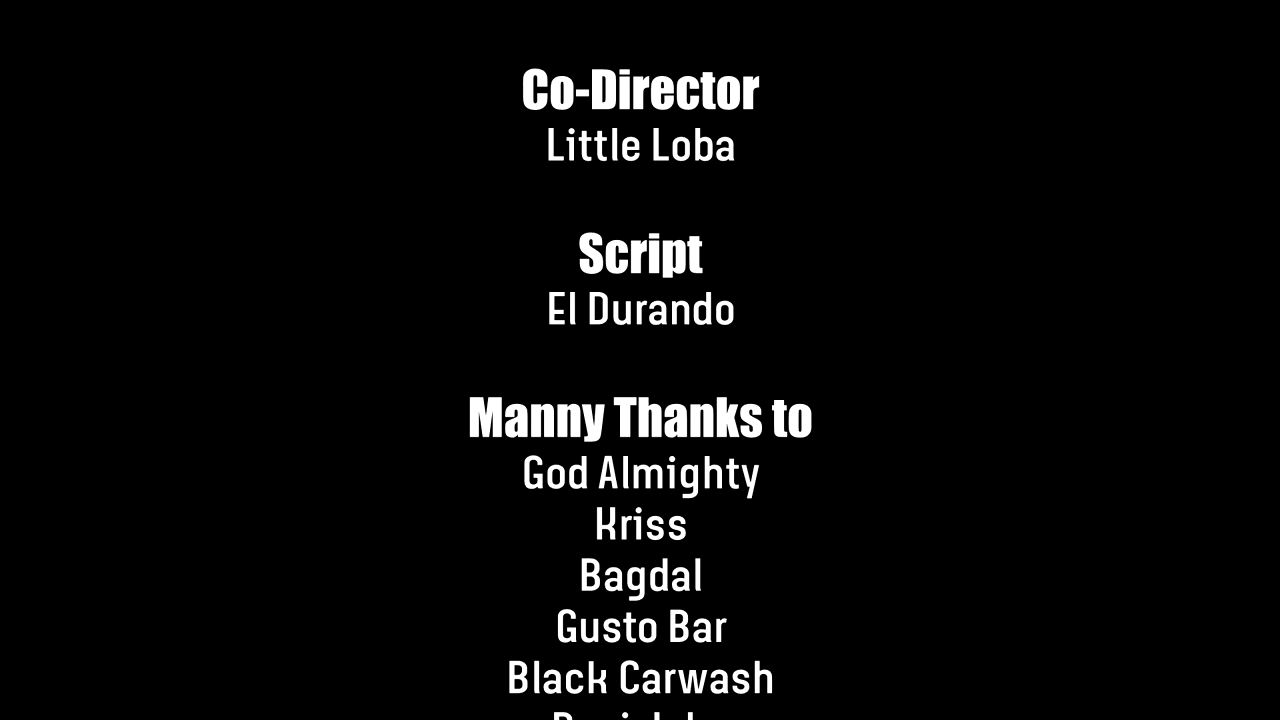 Co-Director
Little Loba
Script
El Durando
Manny Thanks to
God Almighty
Kriss
Bagdal
Gusto Bar
Black Carwash